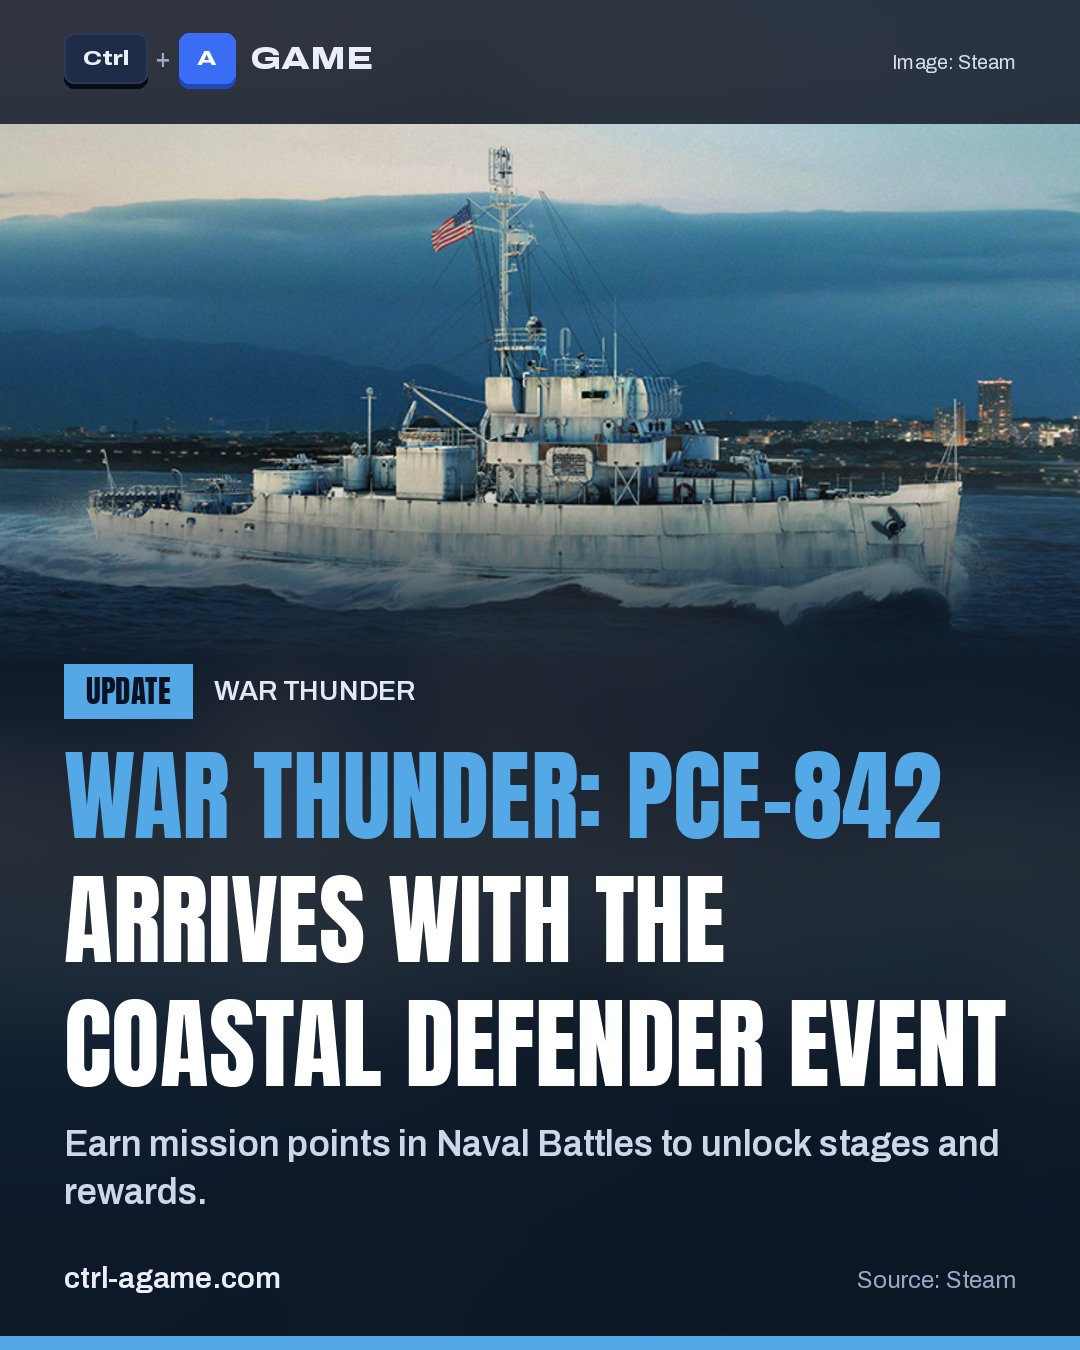 Ctrl + A GAME
Image: Steam
UPDATE WAR THUNDER
WAR THUNDER: PCE-842
ARRIVES WITH THE
COASTAL DEFENDER EVENT
Earn mission points in Naval Battles to unlock stages and
rewards.
ctrl-agame.com
Source: Steam